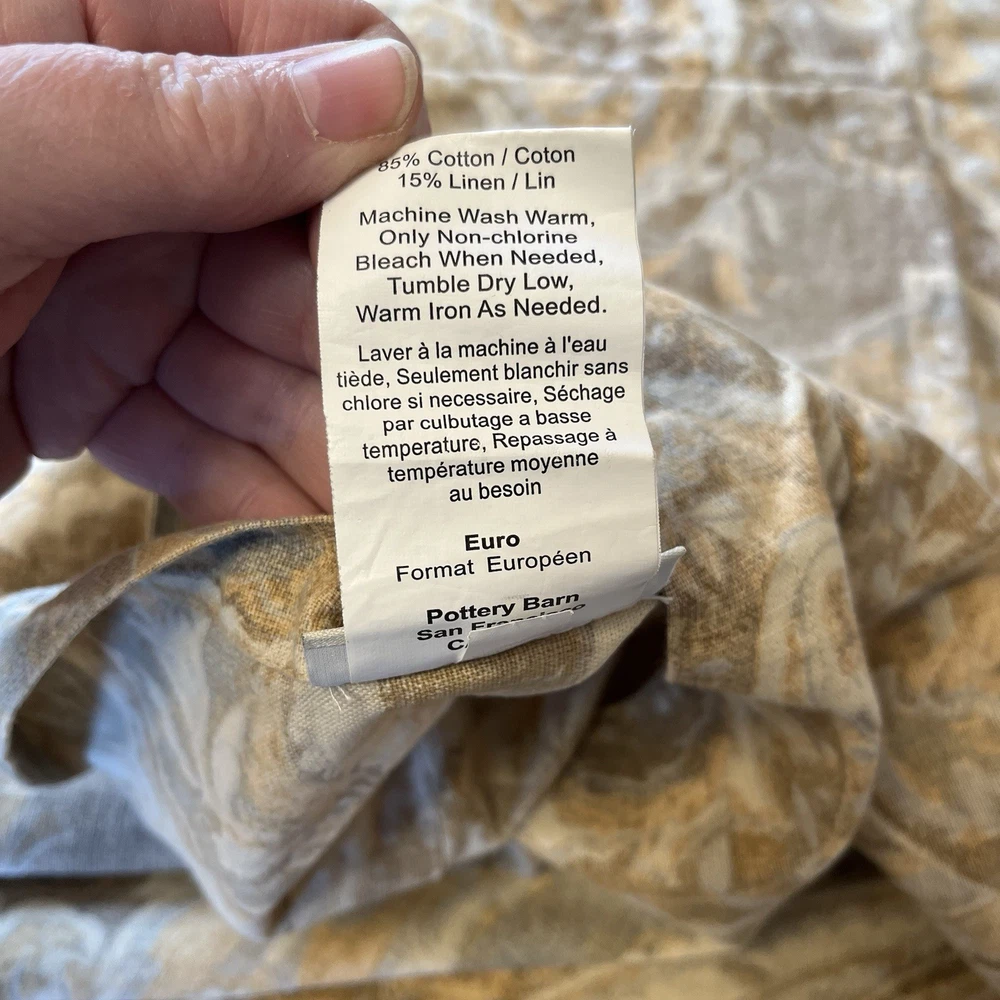 85% Cotton / Coton
15% Linen / Lin
Machine Wash Warm,
Only Non-chlorine
Bleach When Needed,
Tumble Dry Low,
Warm Iron As Needed.
Laver à la machine à l'eau
tiède, Seulement blanchir sans
chlore si necessaire, Séchage
par culbutage a basse
temperature, Repassage à
température moyenne
au besoin
Euro
Format Européen
Pottery Barn
San Francisco